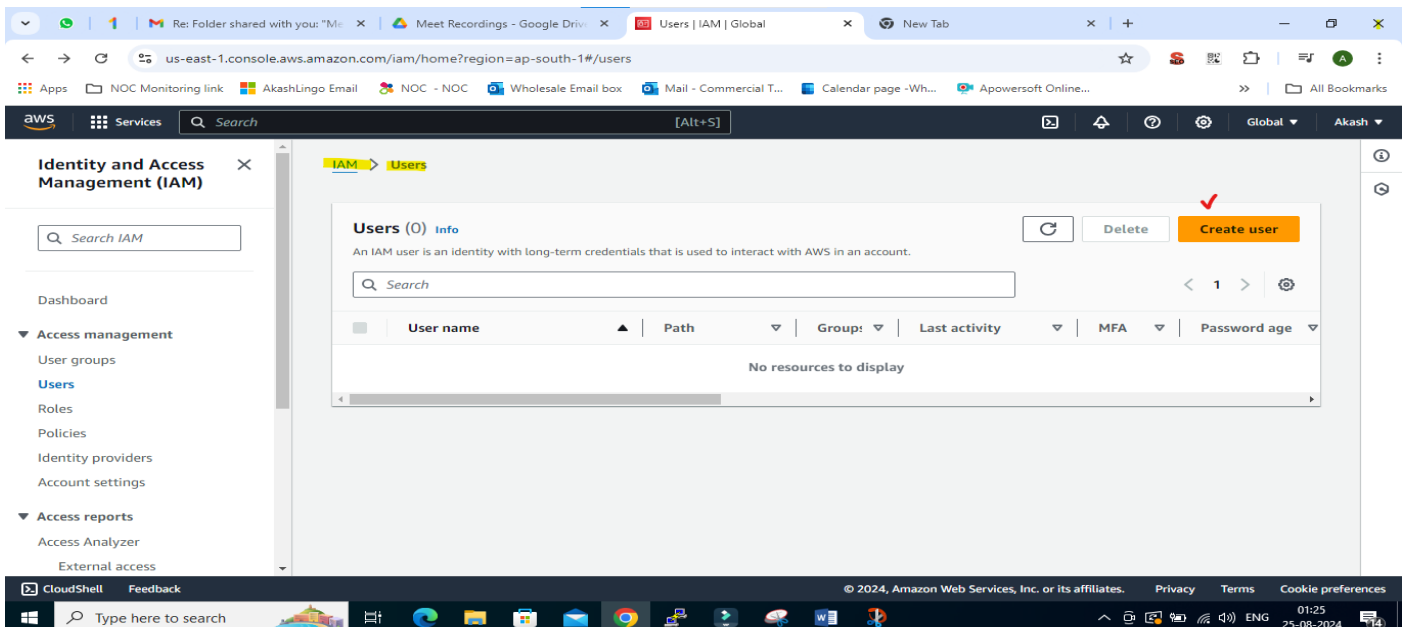 Re: Folder shared with you: "Me
Meet Recordings - Google Driv
Users | IAM | Global
New Tab
us-east-1.console.aws.amazon.com/iam/home?region=ap-south-1#/users
A
Apps NOC Monitoring link AkashLingo Email NOC - NOC Wholesale Email box Mail - Commercial T... Calendar page -Wh... Apowersoft Online... All Bookmarks
aws Services Search [Alt+S] Global Akash
Identity and Access
Management (IAM)
Search IAM
Dashboard
Access management
User groups
Users
Roles
Policies
Identity providers
Account settings
Access reports
Access Analyzer
External access
IAM > Users
Users (0) Info
Delete
Create user
An IAM user is an identity with long-term credentials that is used to interact with AWS in an account.
Search
1
User name Path Groups Last activity MFA Password age
No resources to display
CloudShell Feedback © 2024, Amazon Web Services, Inc. or its affiliates. Privacy Terms Cookie preferences
Type here to search
ENG
01:25
25-08-2024
14